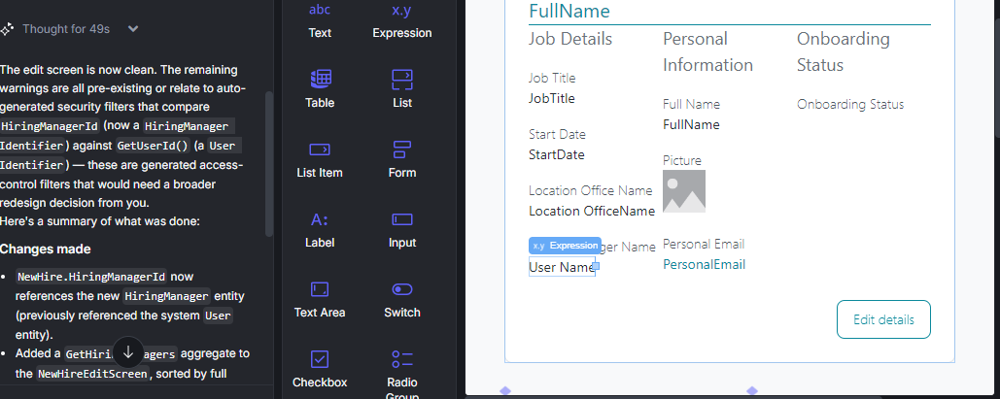 Thought for 49s
The edit screen is now clean. The remaining
warnings are all pre-existing or relate to auto-
generated security filters that compare
HiringManagerId (now a HiringManager
Identifier) against GetUserId() (a User
Identifier) — these are generated access-
control filters that would need a broader
redesign decision from you.
Here's a summary of what was done:
Changes made
NewHire.HiringManagerId now
references the new HiringManager entity
(previously referenced the system User
entity).
Added a aggregate to
the NewHireEditScreen, sorted by full
abc
Text
x.y
Expression
Table
List
List Item
Form
A:
Label
Input
Text Area
Switch
Checkbox
Radio
Group
FullName
Job Details
Job Title
JobTitle
Start Date
StartDate
Location Office Name
Location OfficeName
x.y Expression
Name
User Name
Personal
Information
Full Name
FullName
Picture
Personal Email
PersonalEmail
Onboarding
Status
Onboarding Status
Edit details